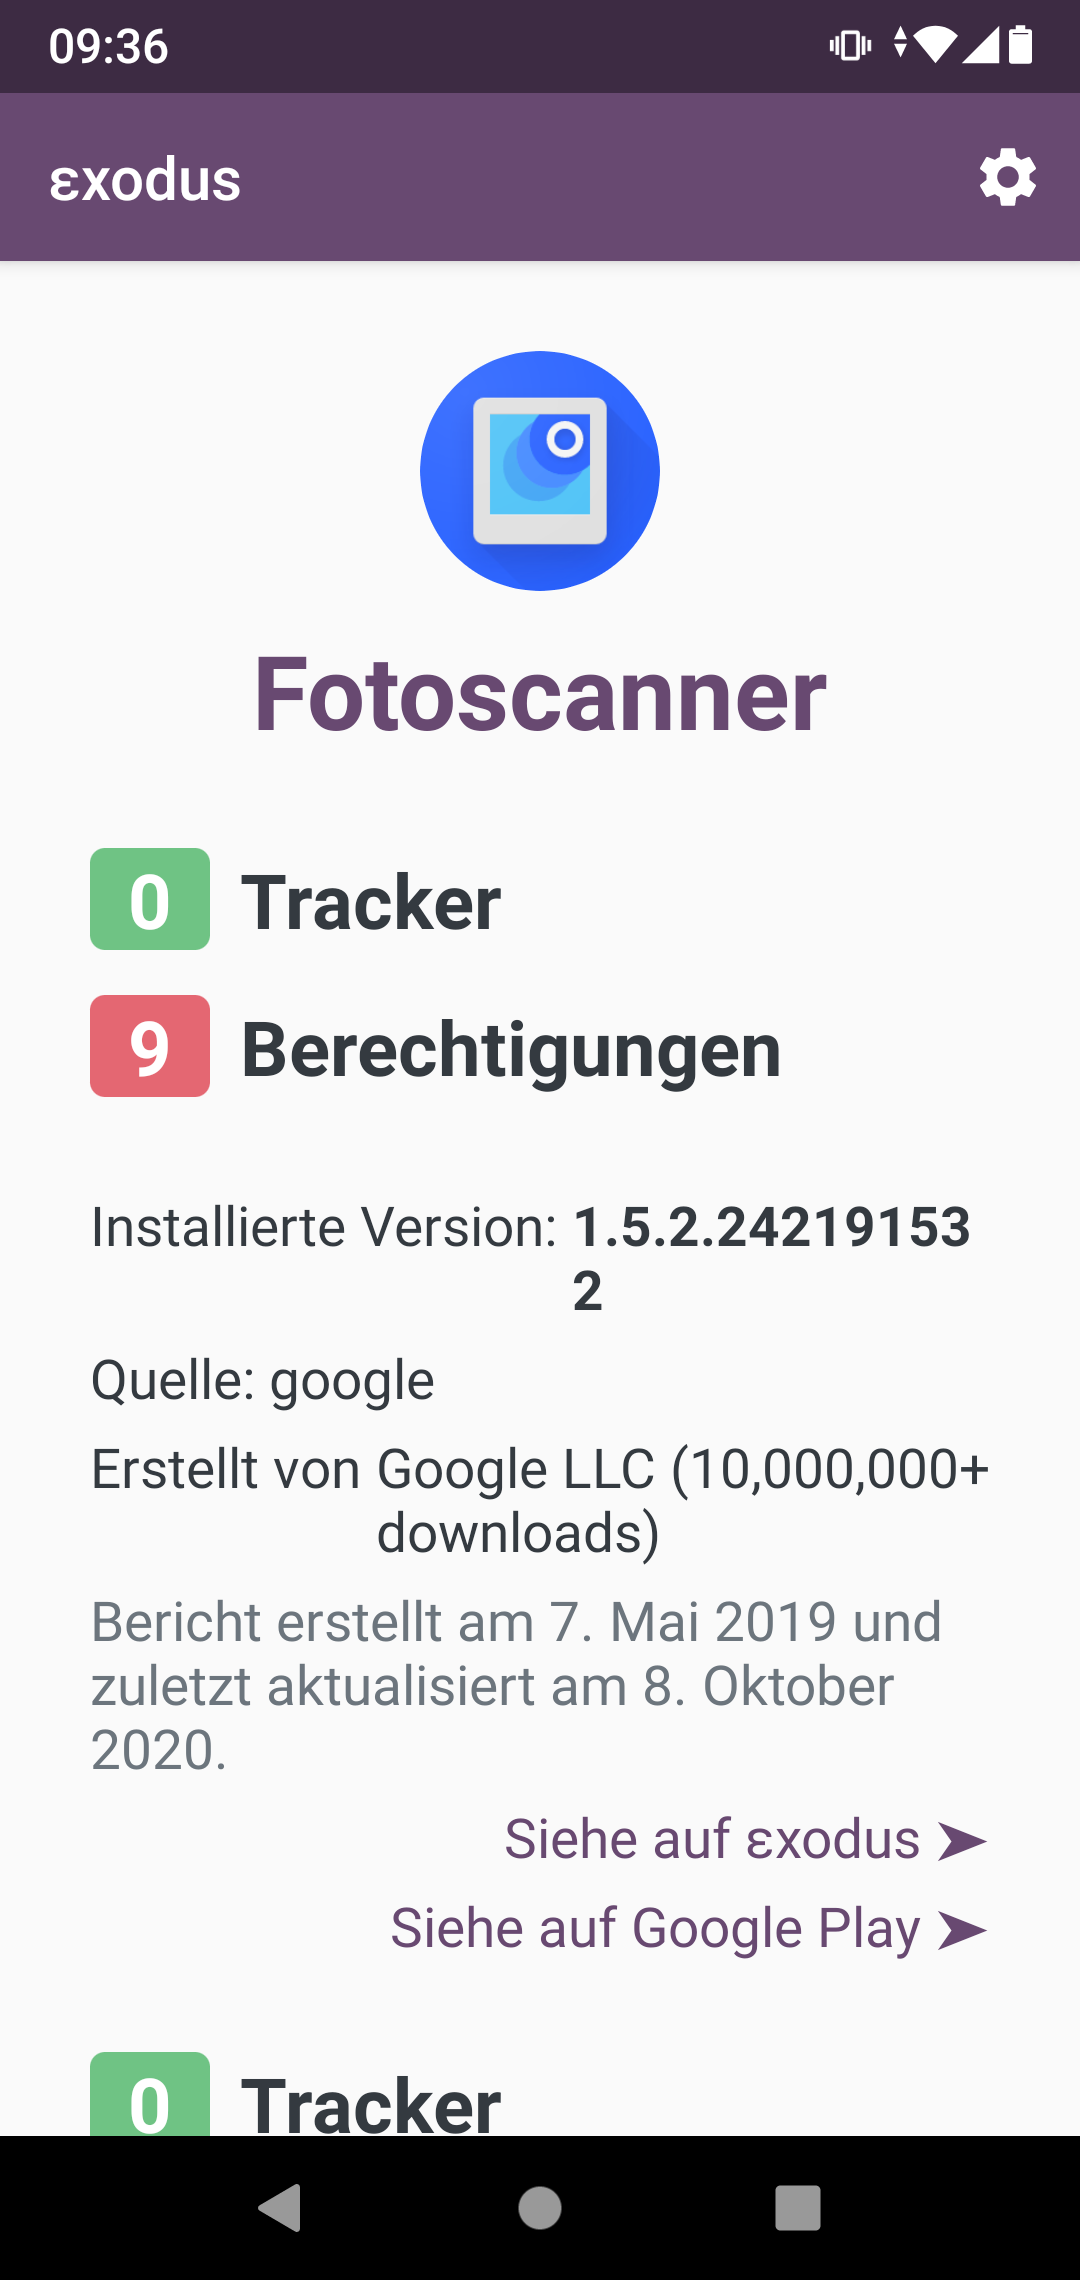 09:36
εxodus
Fotoscanner
0 Tracker
9 Berechtigungen
Installierte Version: 1.5.2.24219153
2
Quelle: google
Erstellt von Google LLC (10,000,000+
downloads)
Bericht erstellt am 7. Mai 2019 und
zuletzt aktualisiert am 8. Oktober
2020.
Siehe auf εxodus ➤
Siehe auf Google Play ➤
0 Tracker